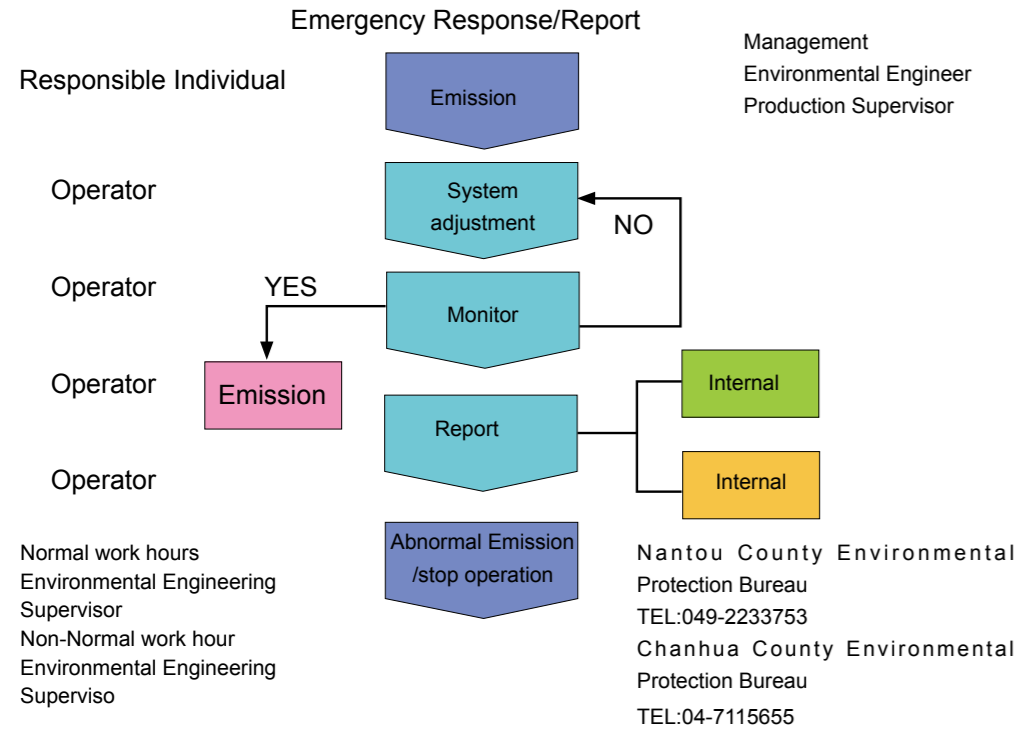 Emergency Response/Report
Management
Environmental Engineer
Production Supervisor
Responsible Individual
Emission
Operator
System
adjustment
NO
Operator
YES
Monitor
Operator
Emission
Report
Internal
Operator
Internal
Abnormal Emission
/stop operation
Normal work hours
Environmental Engineering
Supervisor
Non-Normal work hour
Environmental Engineering
Superviso
Nantou County Environmental
Protection Bureau
TEL:049-2233753
Chanhua County Environmental
Protection Bureau
TEL:04-7115655